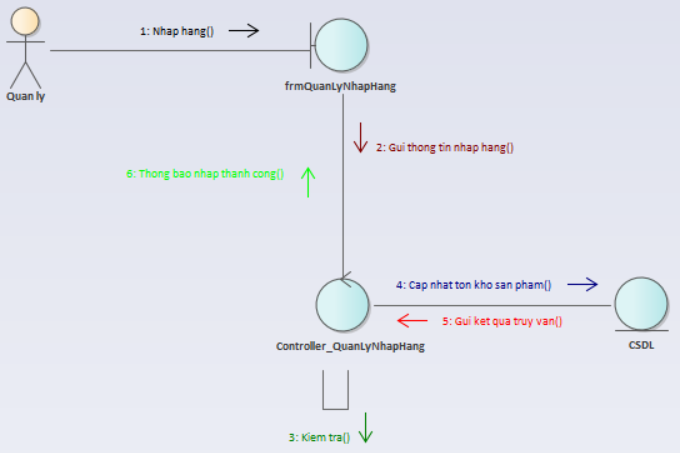 1: Nhap hang()
Quan ly
frmQuanLyNhapHang
2: Gui thong tin nhap hang()
6: Thong bao nhap thanh cong()
4: Cap nhat ton kho san pham()
5: Gui ket qua truy van()
Controller_QuanLyNhapHang
CSDL
3: Kiem tra()